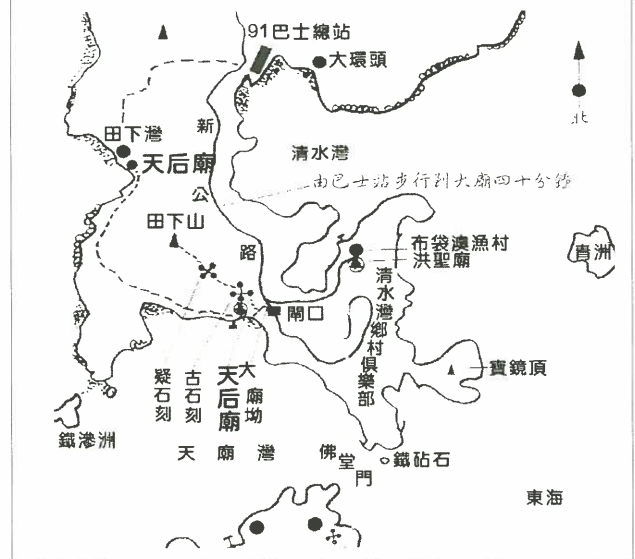 91巴士總站
大環頭
北
田下灣
天后廟
新公路
清水灣
由巴士站步行到大廟四十分鐘
田下山
布袋澳漁村
洪聖廟
青洲
清水灣鄉村俱樂部
閘口
寶鏡頂
疑石刻
古石刻
天后廟
大廟坳
鐵滲洲
天廟灣
佛堂門
鐵砧石
東海